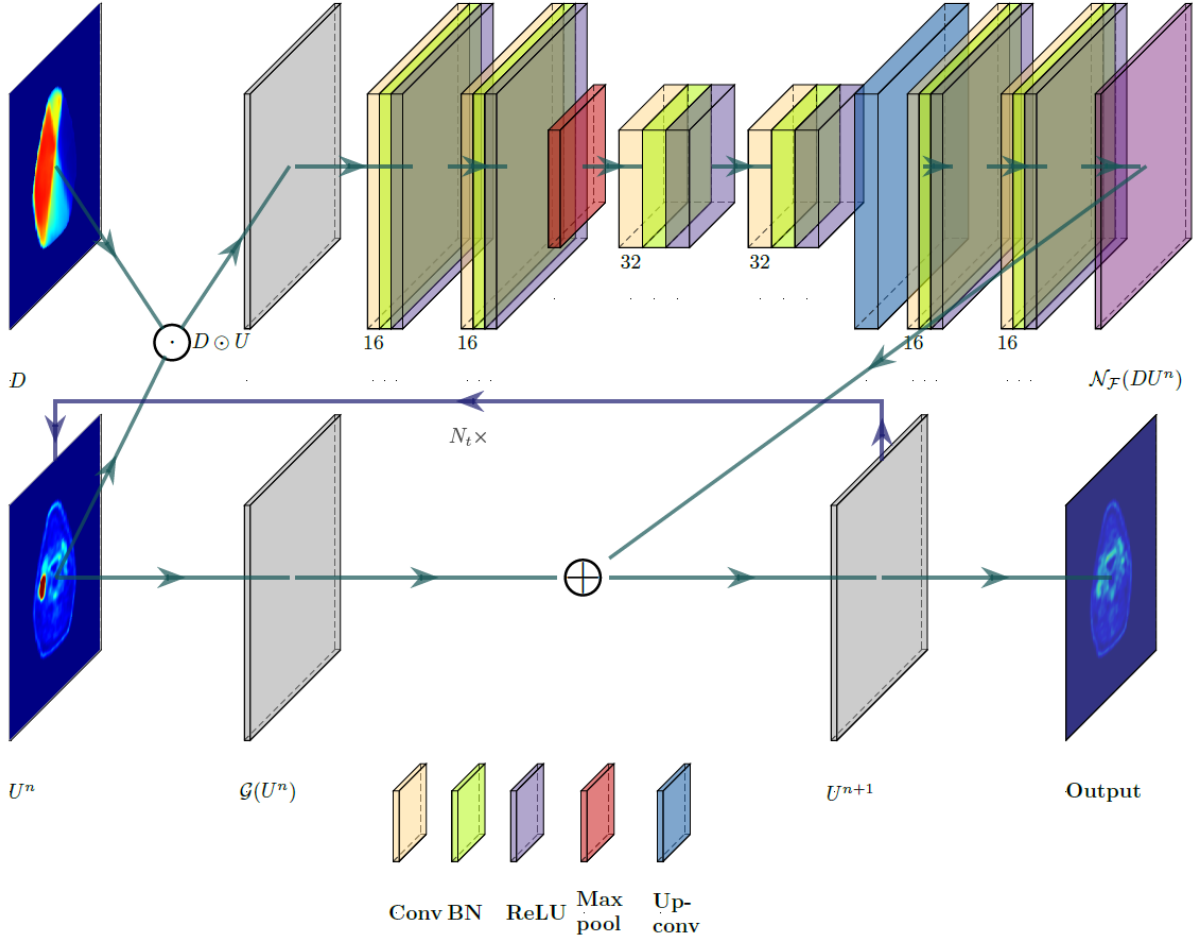 32
32
16
16
D ⊙ U
16
16
D
𝒩_ℱ(DU^n)
N_t×
U^n
𝒢(U^n)
U^{n+1}
Output
Conv BN ReLU Max pool Up-conv